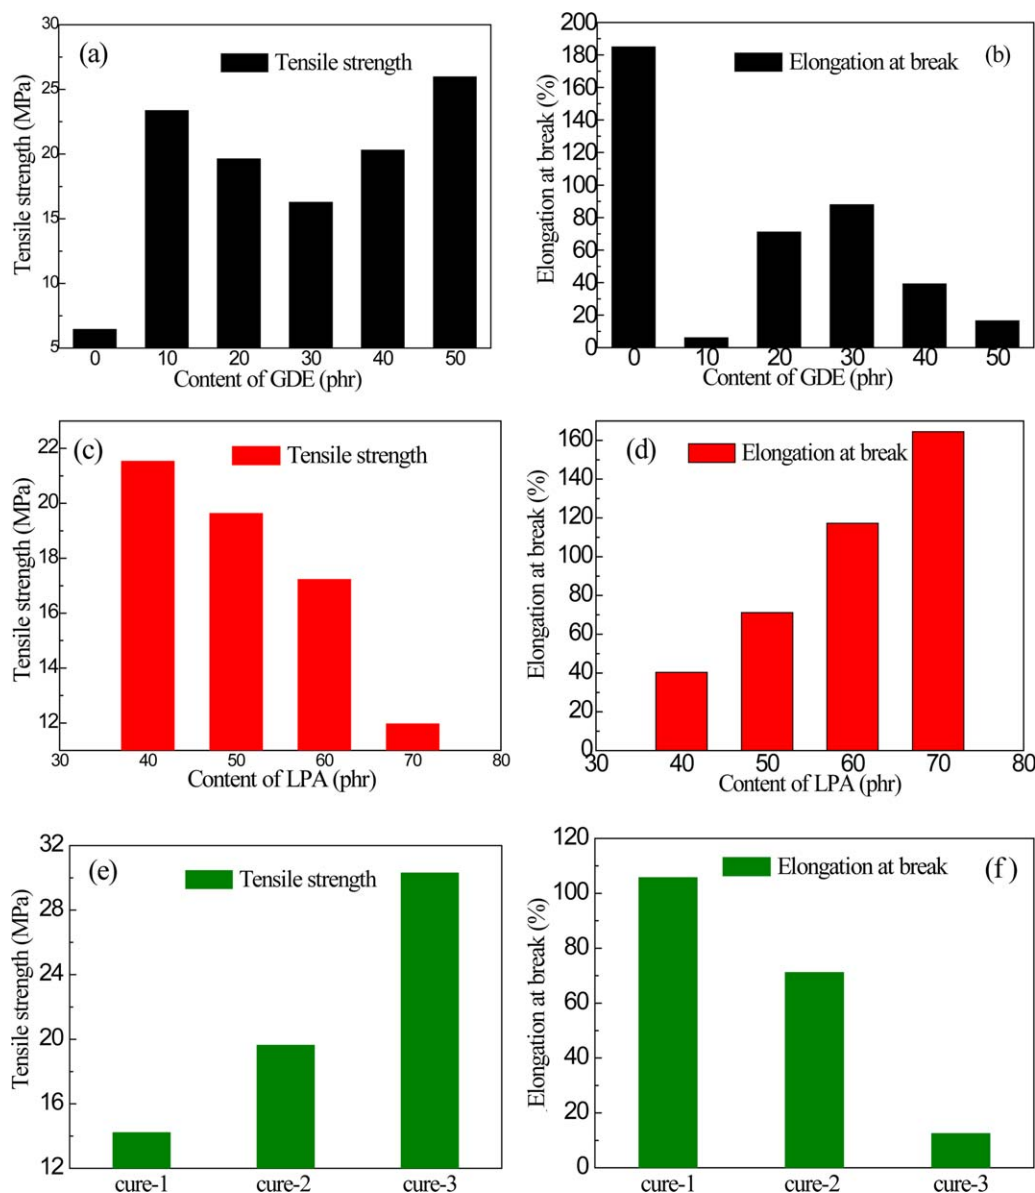 (a)
Tensile strength
Tensile strength (MPa)
30
25
20
15
10
5
0 10 20 30 40 50
Content of GDE (phr)
(b)
Elongation at break
Elongation at break (%)
200
180
160
140
120
100
80
60
40
20
0
0 10 20 30 40 50
Content of GDE (phr)
(c)
Tensile strength
Tensile strength (MPa)
22
20
18
16
14
12
30 40 50 60 70 80
Content of LPA (phr)
(d)
Elongation at break
Elongation at break (%)
160
140
120
100
80
60
40
20
0
30 40 50 60 70 80
Content of LPA (phr)
(e)
Tensile strength
Tensile strength (MPa)
32
28
24
20
16
12
cure-1 cure-2 cure-3
(f )
Elongation at break
Elongation at break (%)
120
100
80
60
40
20
0
cure-1 cure-2 cure-3